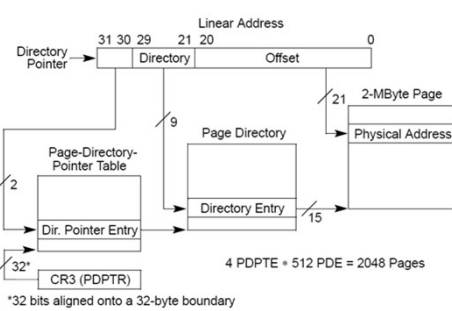 Linear Address
31 30 29 21 20 0
Directory
Pointer
Directory
Offset
2-MByte Page
21
9
Page Directory
Physical Address
Page-Directory-
Pointer Table
2
Directory Entry
15
Dir. Pointer Entry
4 PDPTE * 512 PDE = 2048 Pages
32*
CR3 (PDPTR)
*32 bits aligned onto a 32-byte boundary